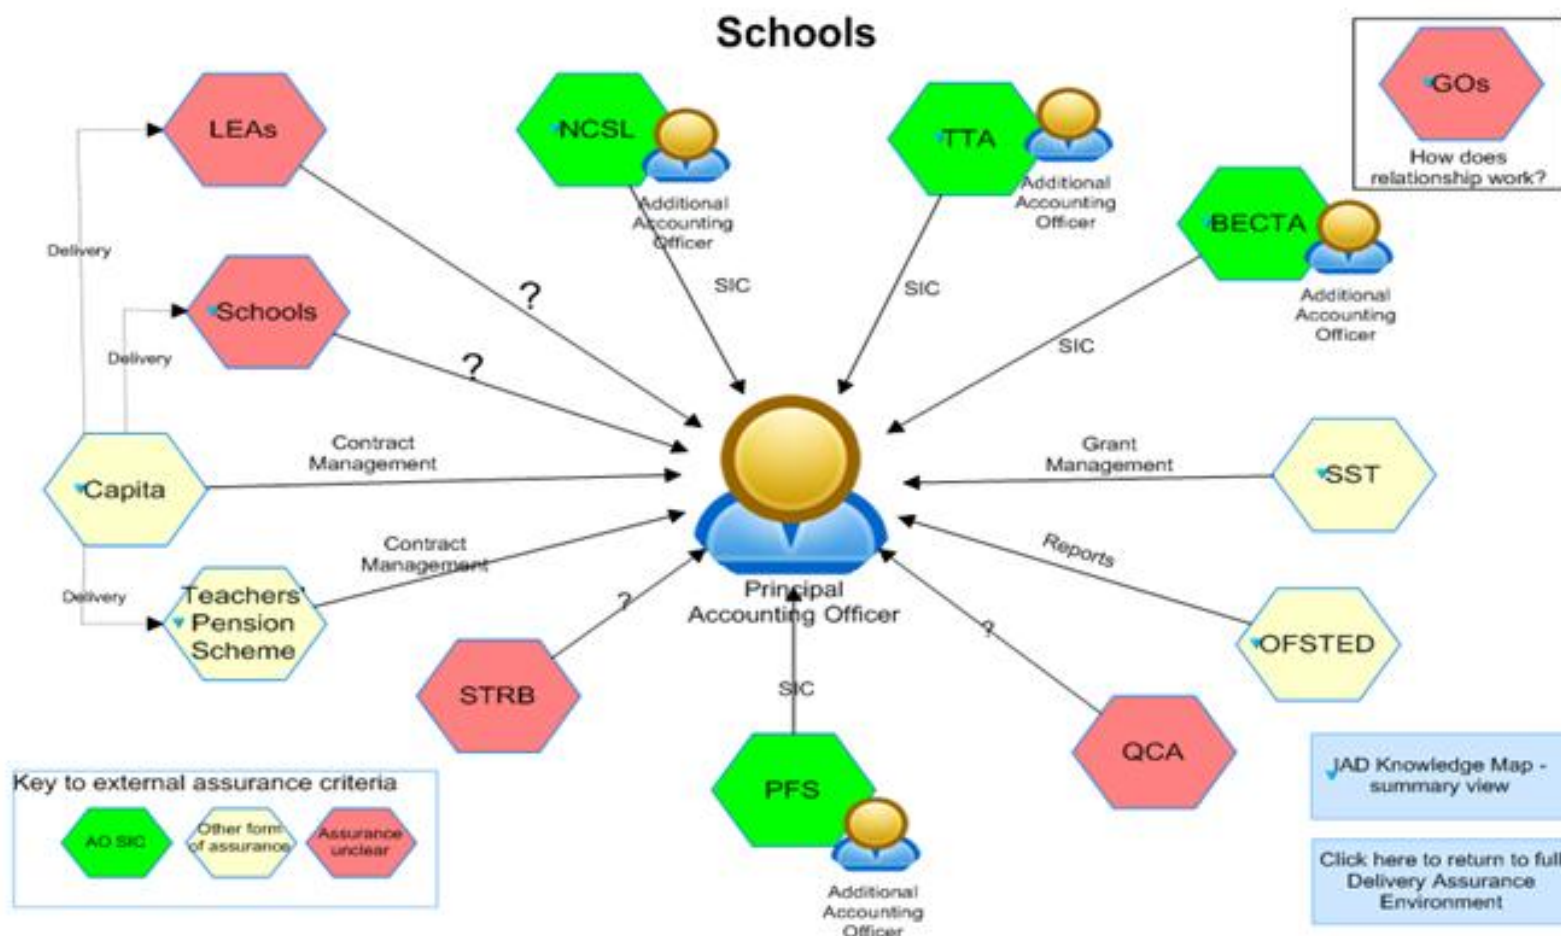 Schools
LEAs
NCSL
Additional
Accounting
Officer
TTA
Additional
Accounting
Officer
GOs
How does
relationship work?
BECTA
Additional
Accounting
Officer
Delivery
Schools
Delivery
?
?
SIC
SIC
SIC
Capita
Contract
Management
Grant
Management
SST
Contract
Management
Reports
Delivery
Teachers'
Pension
Scheme
Principal
Accounting Officer
?
?
OFSTED
STRB
SIC
QCA
PFS
Additional
Accounting
Officer
Key to external assurance criteria
AO SIC
Other form
of assurance
Assurance
unclear
IAD Knowledge Map -
summary view
Click here to return to full
Delivery Assurance
Environment